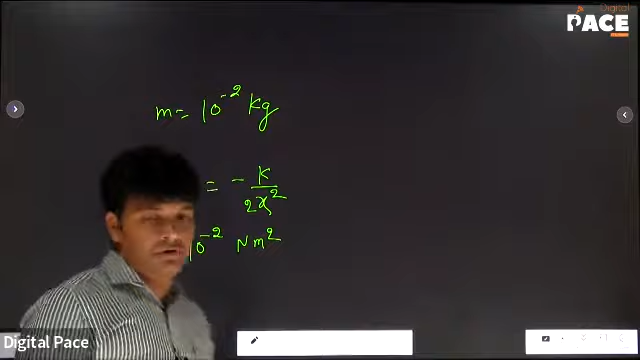 Digital
PACE
m = 10⁻² kg
= - k / 2x²
10⁻² Nm²
Digital Pace